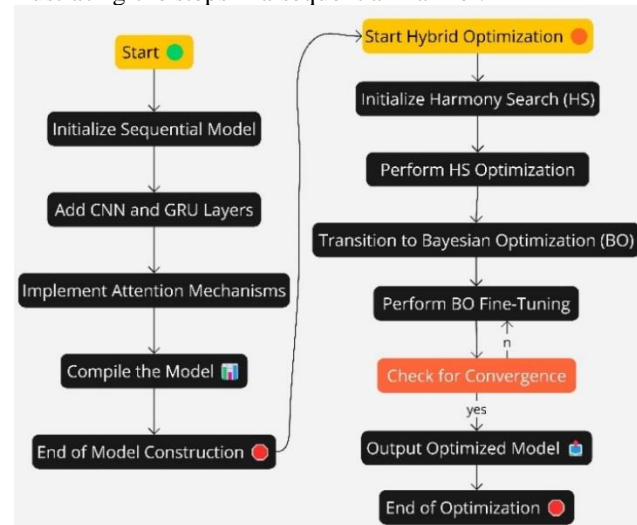 Start
Initialize Sequential Model
Add CNN and GRU Layers
Implement Attention Mechanisms
Compile the Model
End of Model Construction
Start Hybrid Optimization
Initialize Harmony Search (HS)
Perform HS Optimization
Transition to Bayesian Optimization (BO)
Perform BO Fine-Tuning
n
Check for Convergence
yes
Output Optimized Model
End of Optimization